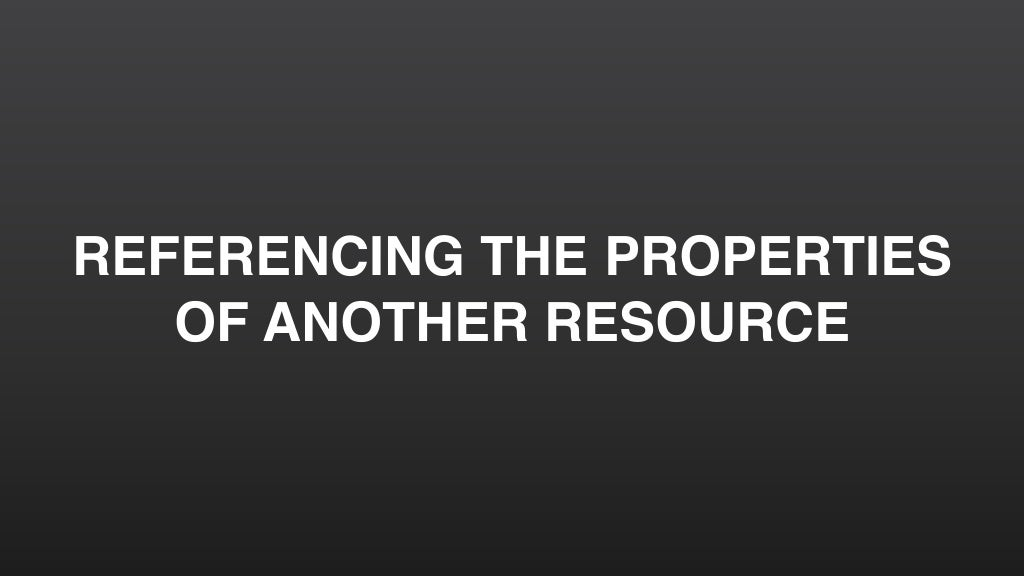 REFERENCING THE PROPERTIES
OF ANOTHER RESOURCE